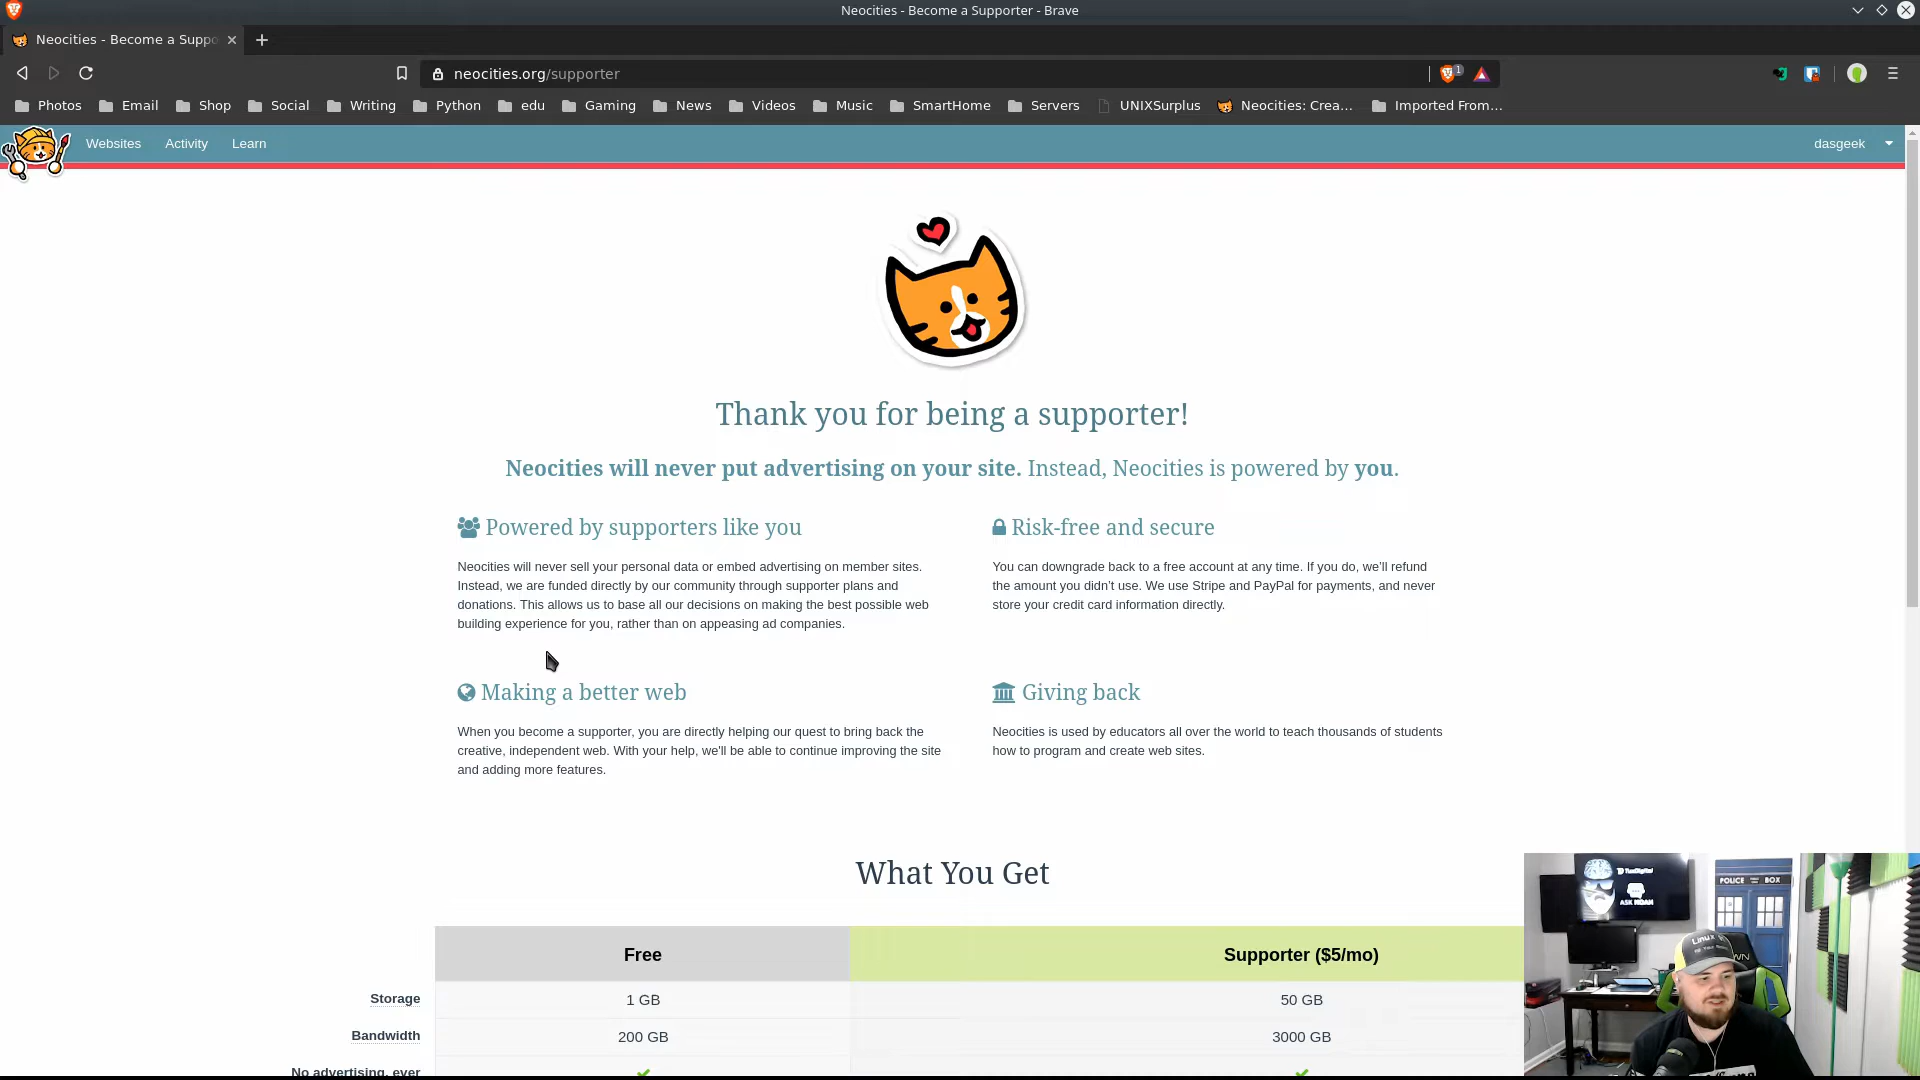 Neocities - Become a Supporter - Brave
Neocities - Become a Suppo
neocities.org/supporter
1
Photos Email Shop Social Writing Python edu Gaming News Videos Music SmartHome Servers UNIXSurplus Neocities: Crea... Imported From...
Websites Activity Learn dasgeek
Thank you for being a supporter!
Neocities will never put advertising on your site. Instead, Neocities is powered by you.
Powered by supporters like you
Neocities will never sell your personal data or embed advertising on member sites.
Instead, we are funded directly by our community through supporter plans and
donations. This allows us to base all our decisions on making the best possible web
building experience for you, rather than on appeasing ad companies.
Risk-free and secure
You can downgrade back to a free account at any time. If you do, we'll refund
the amount you didn't use. We use Stripe and PayPal for payments, and never
store your credit card information directly.
Making a better web
When you become a supporter, you are directly helping our quest to bring back the
creative, independent web. With your help, we'll be able to continue improving the site
and adding more features.
Giving back
Neocities is used by educators all over the world to teach thousands of students
how to program and create web sites.
What You Get
Free Supporter ($5/mo)
Storage 1 GB 50 GB
Bandwidth 200 GB 3000 GB
No advertising, ever
TuxDigital
ASK NOAH
POLICE BOX
Linux